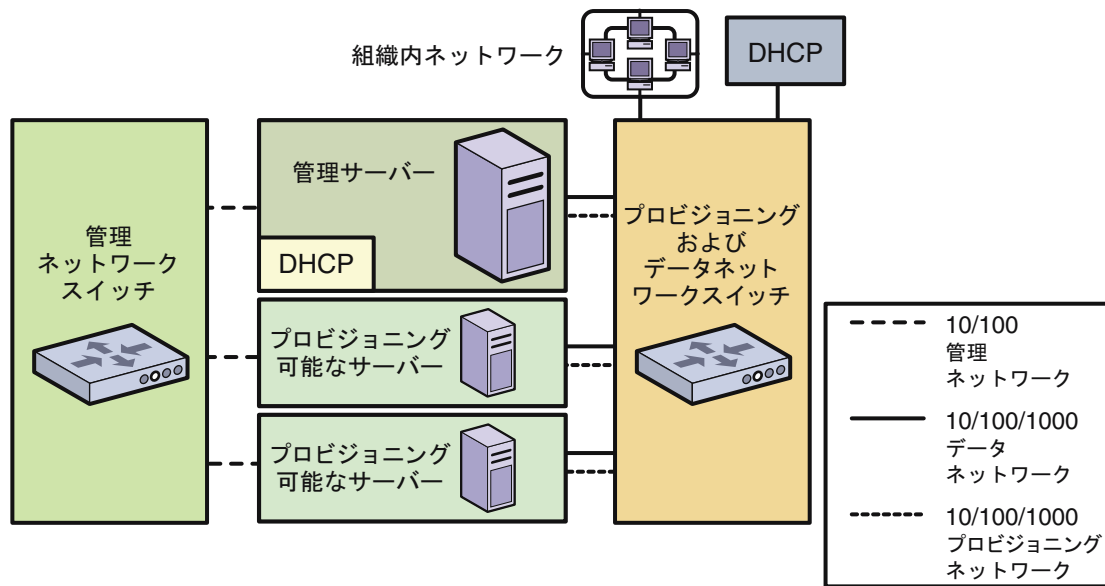 組織内ネットワーク
DHCP
管理
ネットワーク
スイッチ
管理サーバー
DHCP
プロビジョニング
可能なサーバー
プロビジョニング
可能なサーバー
プロビジョニング
および
データネット
ワークスイッチ
10/100
管理
ネットワーク
10/100/1000
データ
ネットワーク
10/100/1000
プロビジョニング
ネットワーク